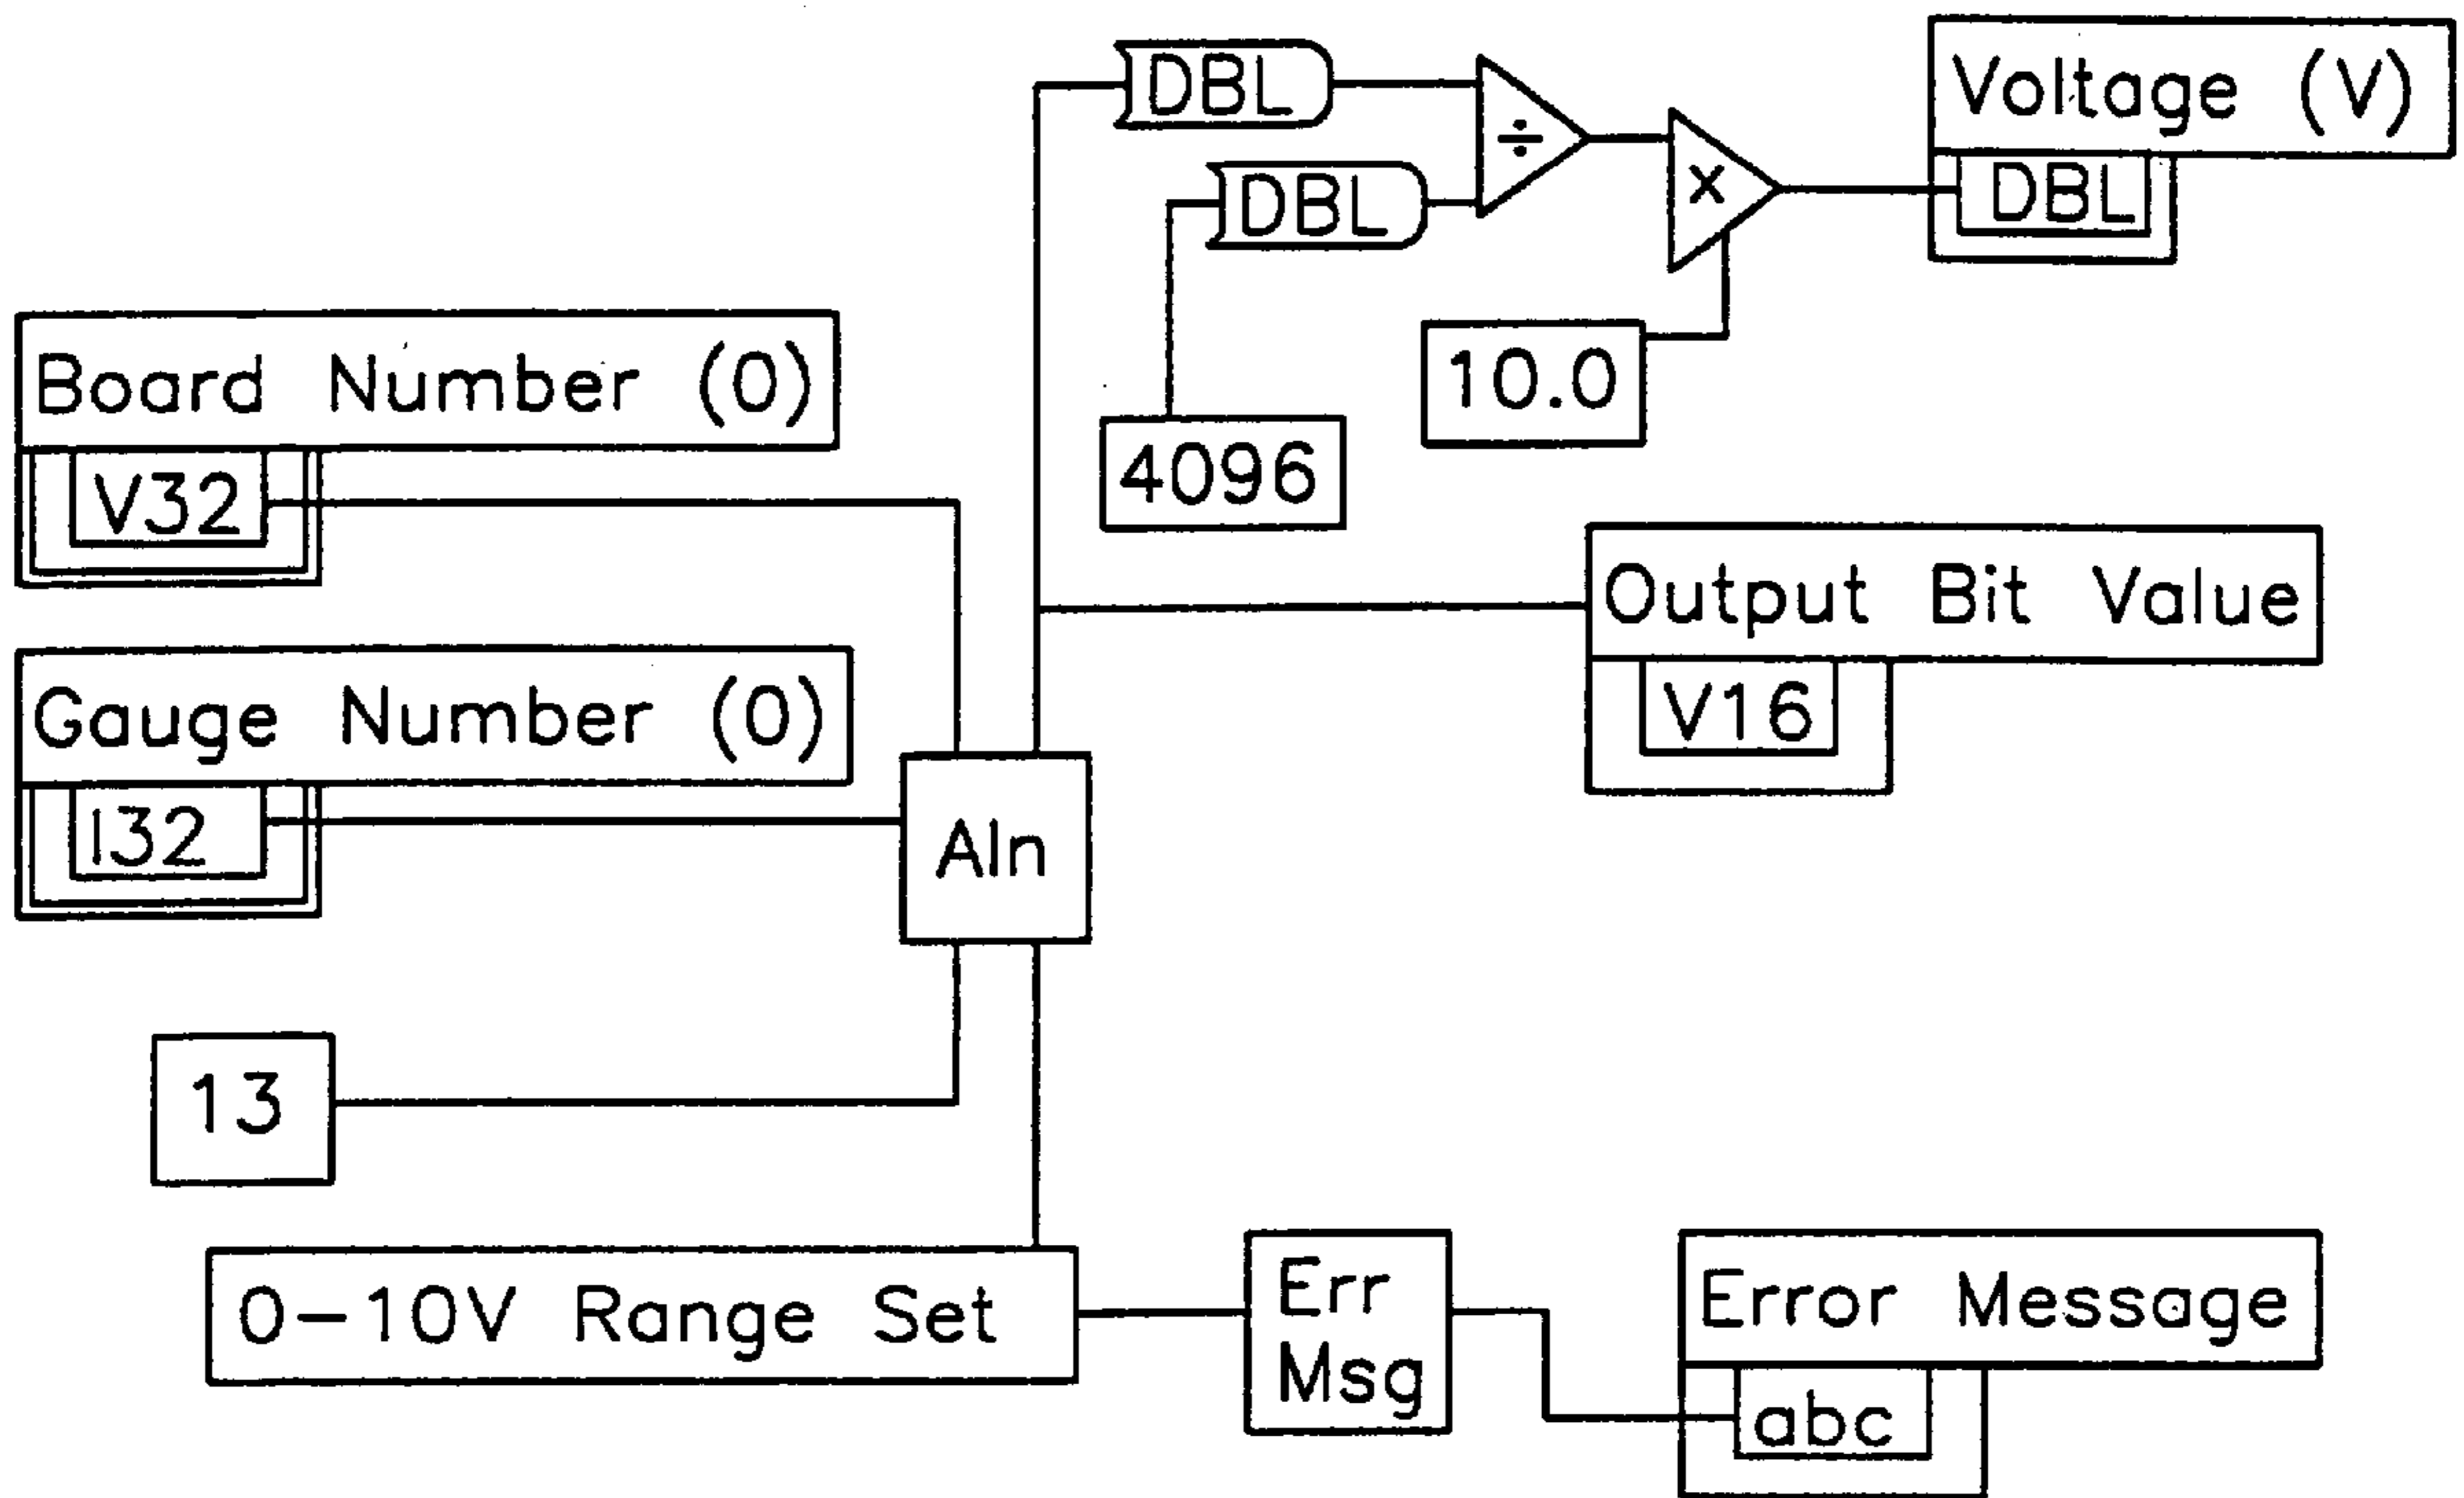 DBL
÷
DBL
x
Voltage (V)
DBL
Board Number (0)
V32
10.0
4096
Output Bit Value
V16
Gauge Number (0)
I32
AIn
13
0-10V Range Set
Err
Msg
Error Message
abc